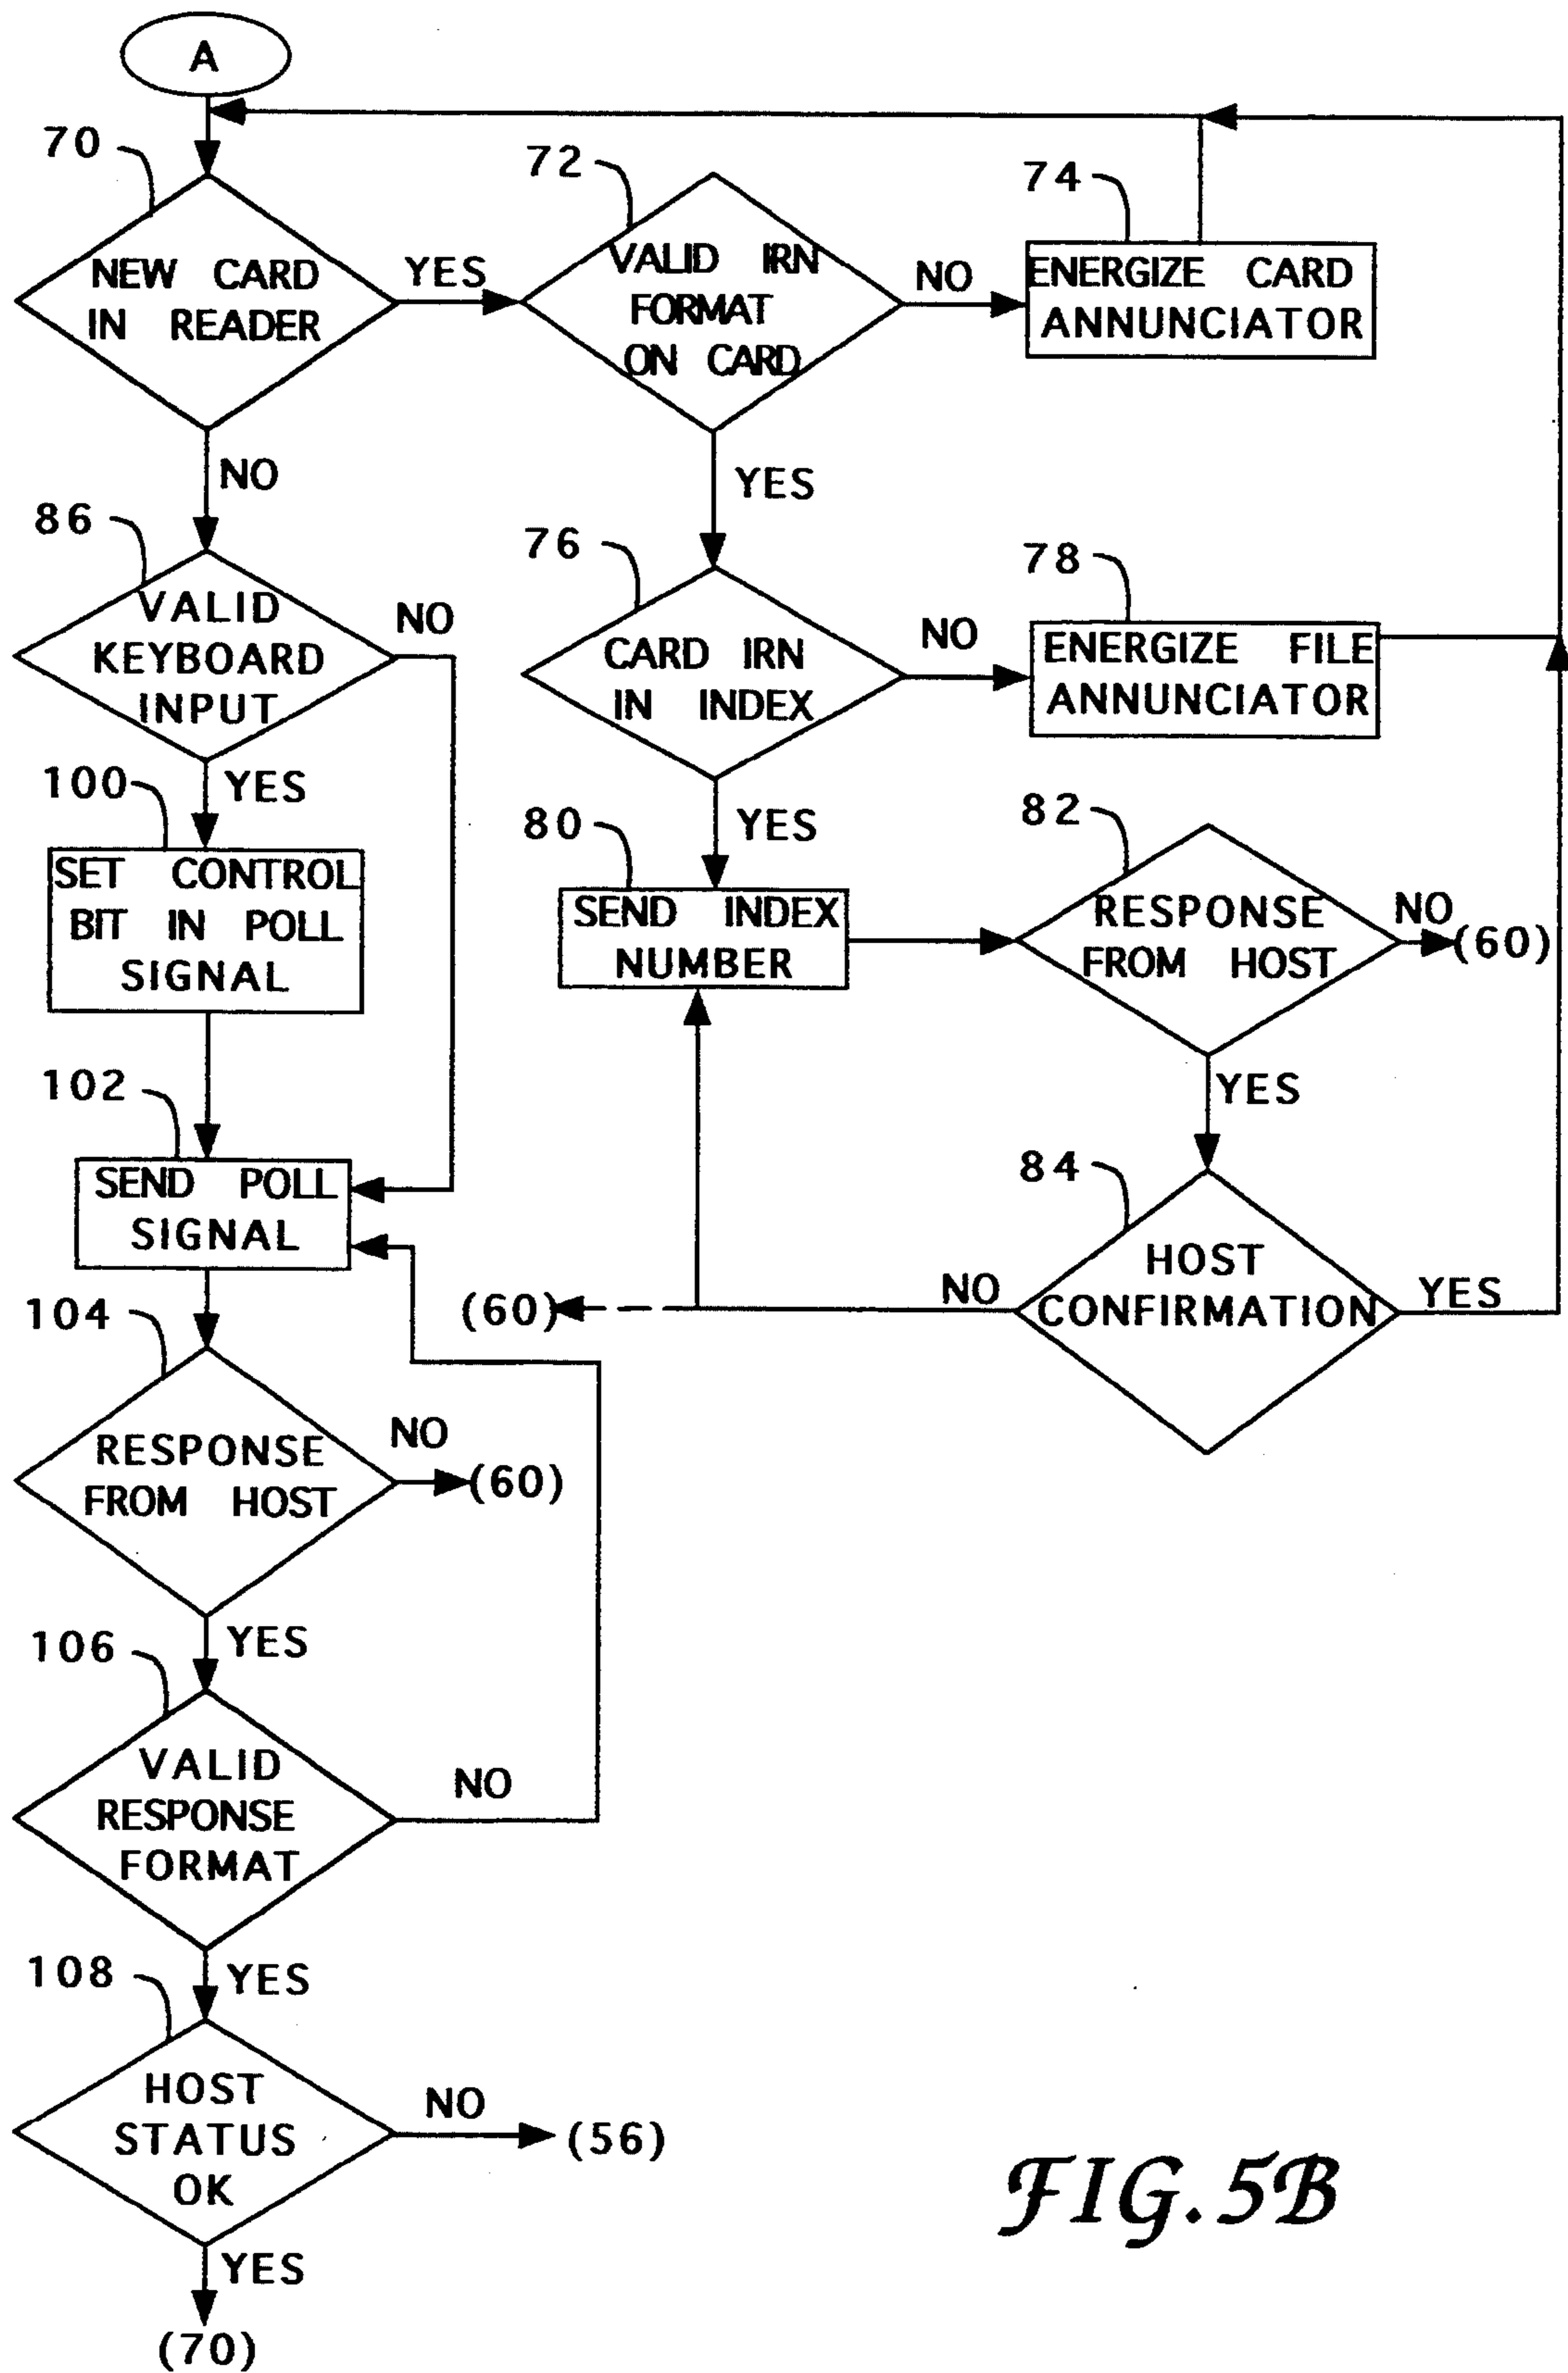 A
70
NEW CARD
IN READER
YES
72
VALID IRN
FORMAT
ON CARD
NO
74
ENERGIZE CARD
ANNUNCIATOR
NO
YES
86
VALID
KEYBOARD
INPUT
NO
76
CARD IRN
IN INDEX
NO
78
ENERGIZE FILE
ANNUNCIATOR
YES
100
SET CONTROL
BIT IN POLL
SIGNAL
YES
80
SEND INDEX
NUMBER
82
RESPONSE
FROM HOST
NO
(60)
YES
102
SEND POLL
SIGNAL
84
HOST
CONFIRMATION
YES
NO
(60)
104
RESPONSE
FROM HOST
NO
(60)
YES
106
VALID
RESPONSE
FORMAT
NO
YES
108
HOST
STATUS
OK
NO
(56)
YES
(70)
FIG. 5B